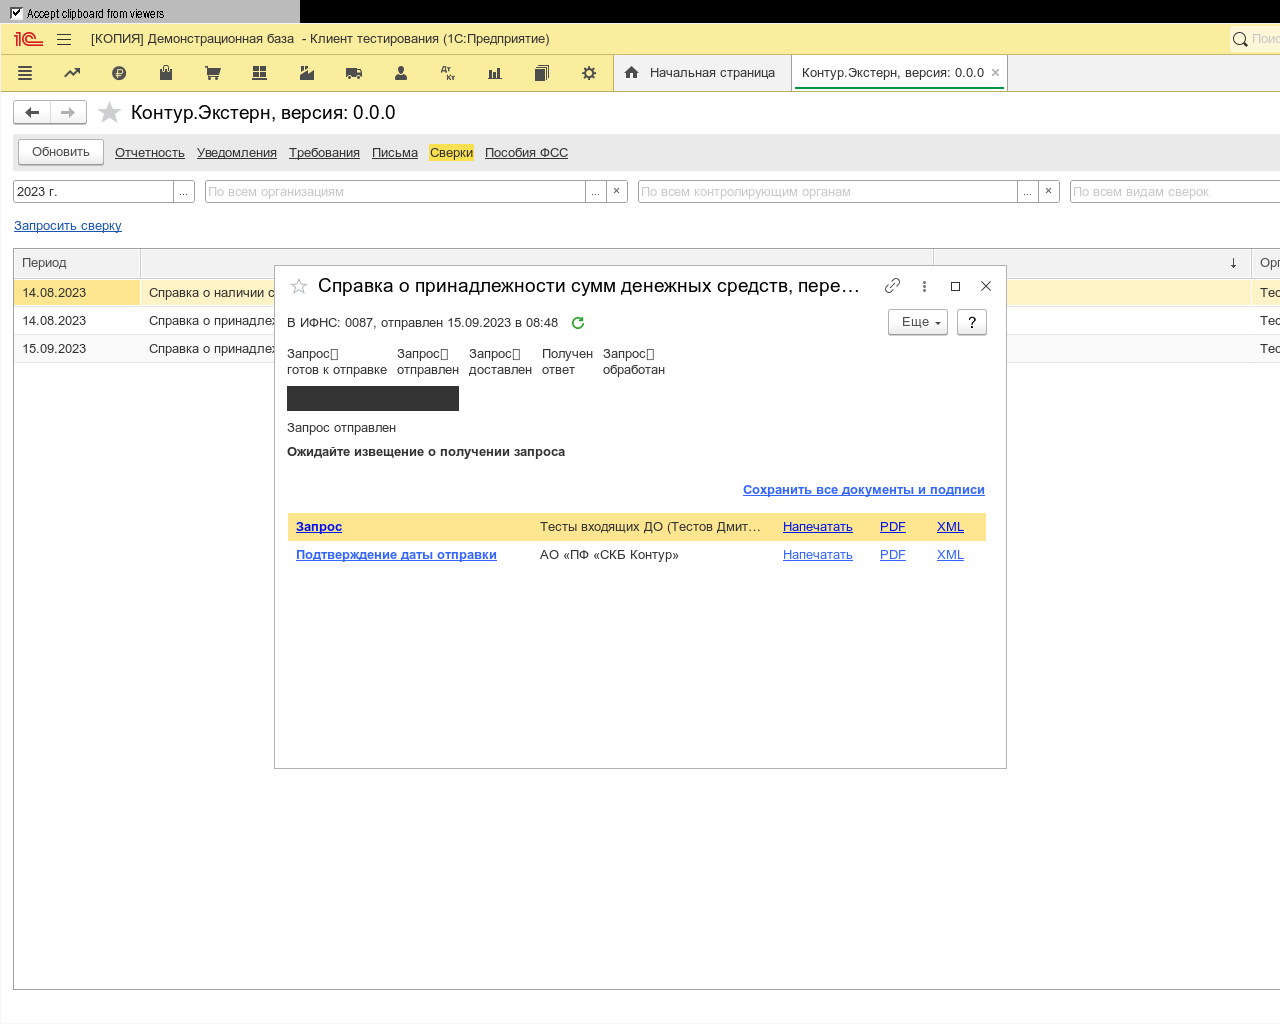 Accept clipboard from viewers
[КОПИЯ] Демонстрационная база - Клиент тестирования (1С:Предприятие)
Поис
Начальная страница
Контур.Экстерн, версия: 0.0.0
Контур.Экстерн, версия: 0.0.0
Обновить Отчетность Уведомления Требования Письма Сверки Пособия ФСС
2023 г. ... По всем организациям ... × По всем контролирующим органам ... × По всем видам сверок
Запросить сверку
Период ↓ Орг
14.08.2023 Справка о наличии с Тес
14.08.2023 Справка о принадлеж Тес
15.09.2023 Справка о принадлеж Тес
Справка о принадлежности сумм денежных средств, пере...
В ИФНС: 0087, отправлен 15.09.2023 в 08:48
Еще ?
Запрос Запрос Запрос Получен Запрос
готов к отправке отправлен доставлен ответ обработан
Запрос отправлен
Ожидайте извещение о получении запроса
Сохранить все документы и подписи
Запрос Тесты входящих ДО (Тестов Дмит... Напечатать PDF XML
Подтверждение даты отправки АО «ПФ «СКБ Контур» Напечатать PDF XML